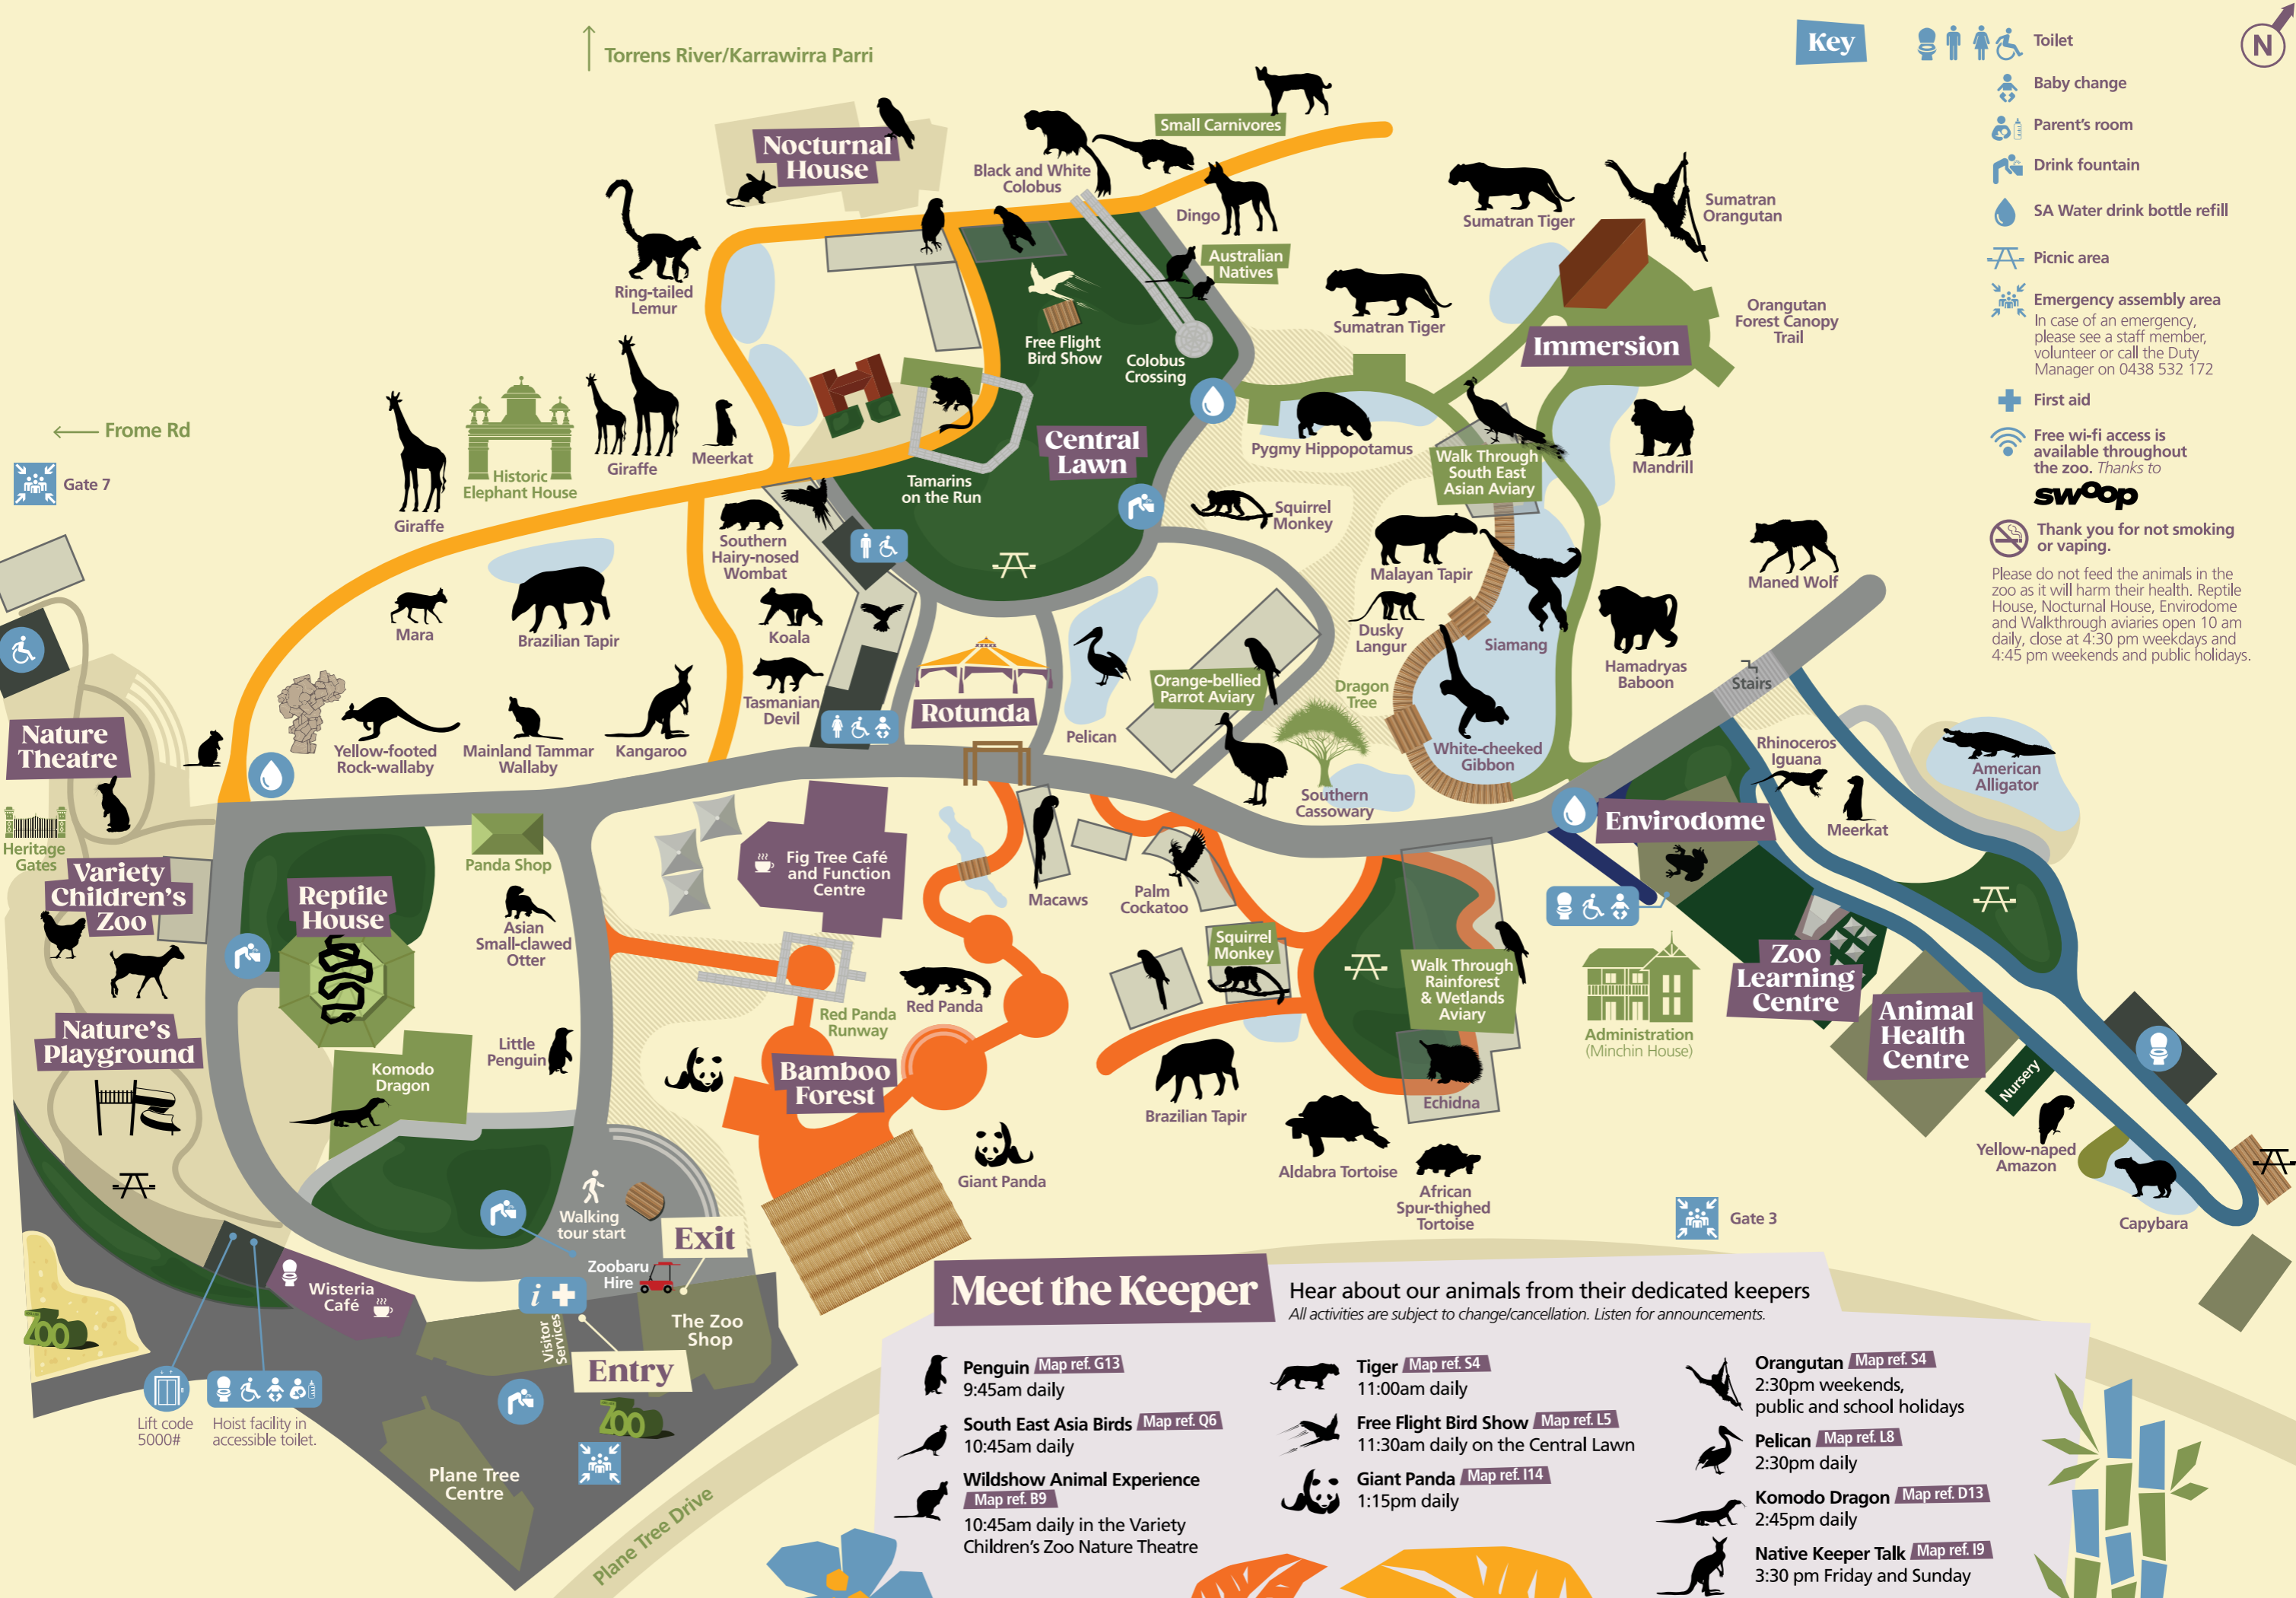 Torrens River/Karrawirra Parri
Key
Toilet
Baby change
Parent's room
Drink fountain
SA Water drink bottle refill
Picnic area
Emergency assembly area
In case of an emergency,
please see a staff member,
volunteer or call the Duty
Manager on 0438 532 172
First aid
Free wi-fi access is
available throughout
the zoo. Thanks to
swoop
Thank you for not smoking
or vaping.
Please do not feed the animals in the
zoo as it will harm their health. Reptile
House, Nocturnal House, Envirodome
and Walkthrough aviaries open 10 am
daily, close at 4:30 pm weekdays and
4:45 pm weekends and public holidays.
N
Nocturnal
House
Small Carnivores
Black and White
Colobus
Dingo
Australian
Natives
Sumatran Tiger
Sumatran
Orangutan
Ring-tailed
Lemur
Sumatran Tiger
Orangutan
Forest Canopy
Trail
Free Flight
Bird Show
Colobus
Crossing
Immersion
Frome Rd
Gate 7
Historic
Elephant House
Giraffe
Meerkat
Giraffe
Central
Lawn
Tamarins
on the Run
Pygmy Hippopotamus
Walk Through
South East
Asian Aviary
Mandrill
Southern
Hairy-nosed
Wombat
Squirrel
Monkey
Malayan Tapir
Maned Wolf
Mara
Brazilian Tapir
Koala
Dusky
Langur
Siamang
Hamadryas
Baboon
Stairs
Tasmanian
Devil
Rotunda
Pelican
Orange-bellied
Parrot Aviary
Dragon
Tree
White-cheeked
Gibbon
Southern
Cassowary
Nature
Theatre
Yellow-footed
Rock-wallaby
Mainland Tammar
Wallaby
Kangaroo
Rhinoceros
Iguana
Meerkat
American
Alligator
Envirodome
Heritage
Gates
Variety
Children's
Zoo
Reptile
House
Panda Shop
Asian
Small-clawed
Otter
Fig Tree Café
and Function
Centre
Macaws
Palm
Cockatoo
Squirrel
Monkey
Walk Through
Rainforest
& Wetlands
Aviary
Administration
(Minchin House)
Zoo
Learning
Centre
Animal
Health
Centre
Nursery
Nature's
Playground
Komodo
Dragon
Little
Penguin
Red Panda
Runway
Red Panda
Bamboo
Forest
Giant Panda
Brazilian Tapir
Echidna
Aldabra Tortoise
African
Spur-thighed
Tortoise
Yellow-naped
Amazon
Capybara
Gate 3
Walking
tour start
Exit
Zoobaru
Hire
Wisteria
Café
Visitor
Services
The Zoo
Shop
Entry
Zoo
Zoo
Lift code
5000#
Hoist facility in
accessible toilet.
Plane Tree
Centre
Plane Tree Drive
Meet the Keeper
Hear about our animals from their dedicated keepers
All activities are subject to change/cancellation. Listen for announcements.
Penguin Map ref. G13
9:45am daily
South East Asia Birds Map ref. Q6
10:45am daily
Wildshow Animal Experience
Map ref. B9
10:45am daily in the Variety
Children's Zoo Nature Theatre
Tiger Map ref. S4
11:00am daily
Free Flight Bird Show Map ref. L5
11:30am daily on the Central Lawn
Giant Panda Map ref. I14
1:15pm daily
Orangutan Map ref. S4
2:30pm weekends,
public and school holidays
Pelican Map ref. L8
2:30pm daily
Komodo Dragon Map ref. D13
2:45pm daily
Native Keeper Talk Map ref. I9
3:30 pm Friday and Sunday